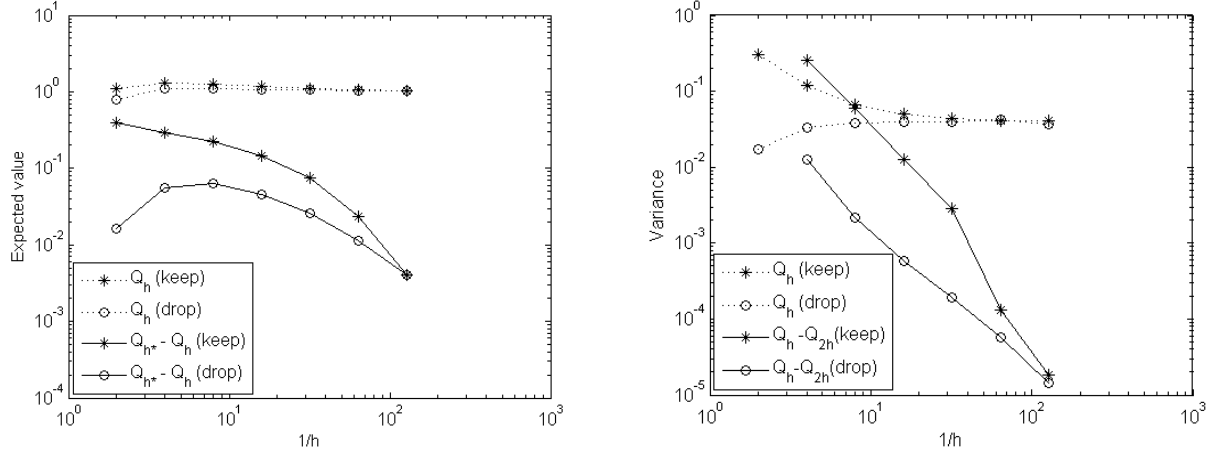 10^1
10^0
10^-1
10^-2
10^-3
10^-4
Expected value
Q_h (keep)
Q_h (drop)
Q_h* - Q_h (keep)
Q_h* - Q_h (drop)
10^0
10^1
10^2
10^3
1/h
10^0
10^-1
10^-2
10^-3
10^-4
10^-5
Variance
Q_h (keep)
Q_h (drop)
Q_h -Q_2h(keep)
Q_h-Q_2h(drop)
10^0
10^1
10^2
10^3
1/h